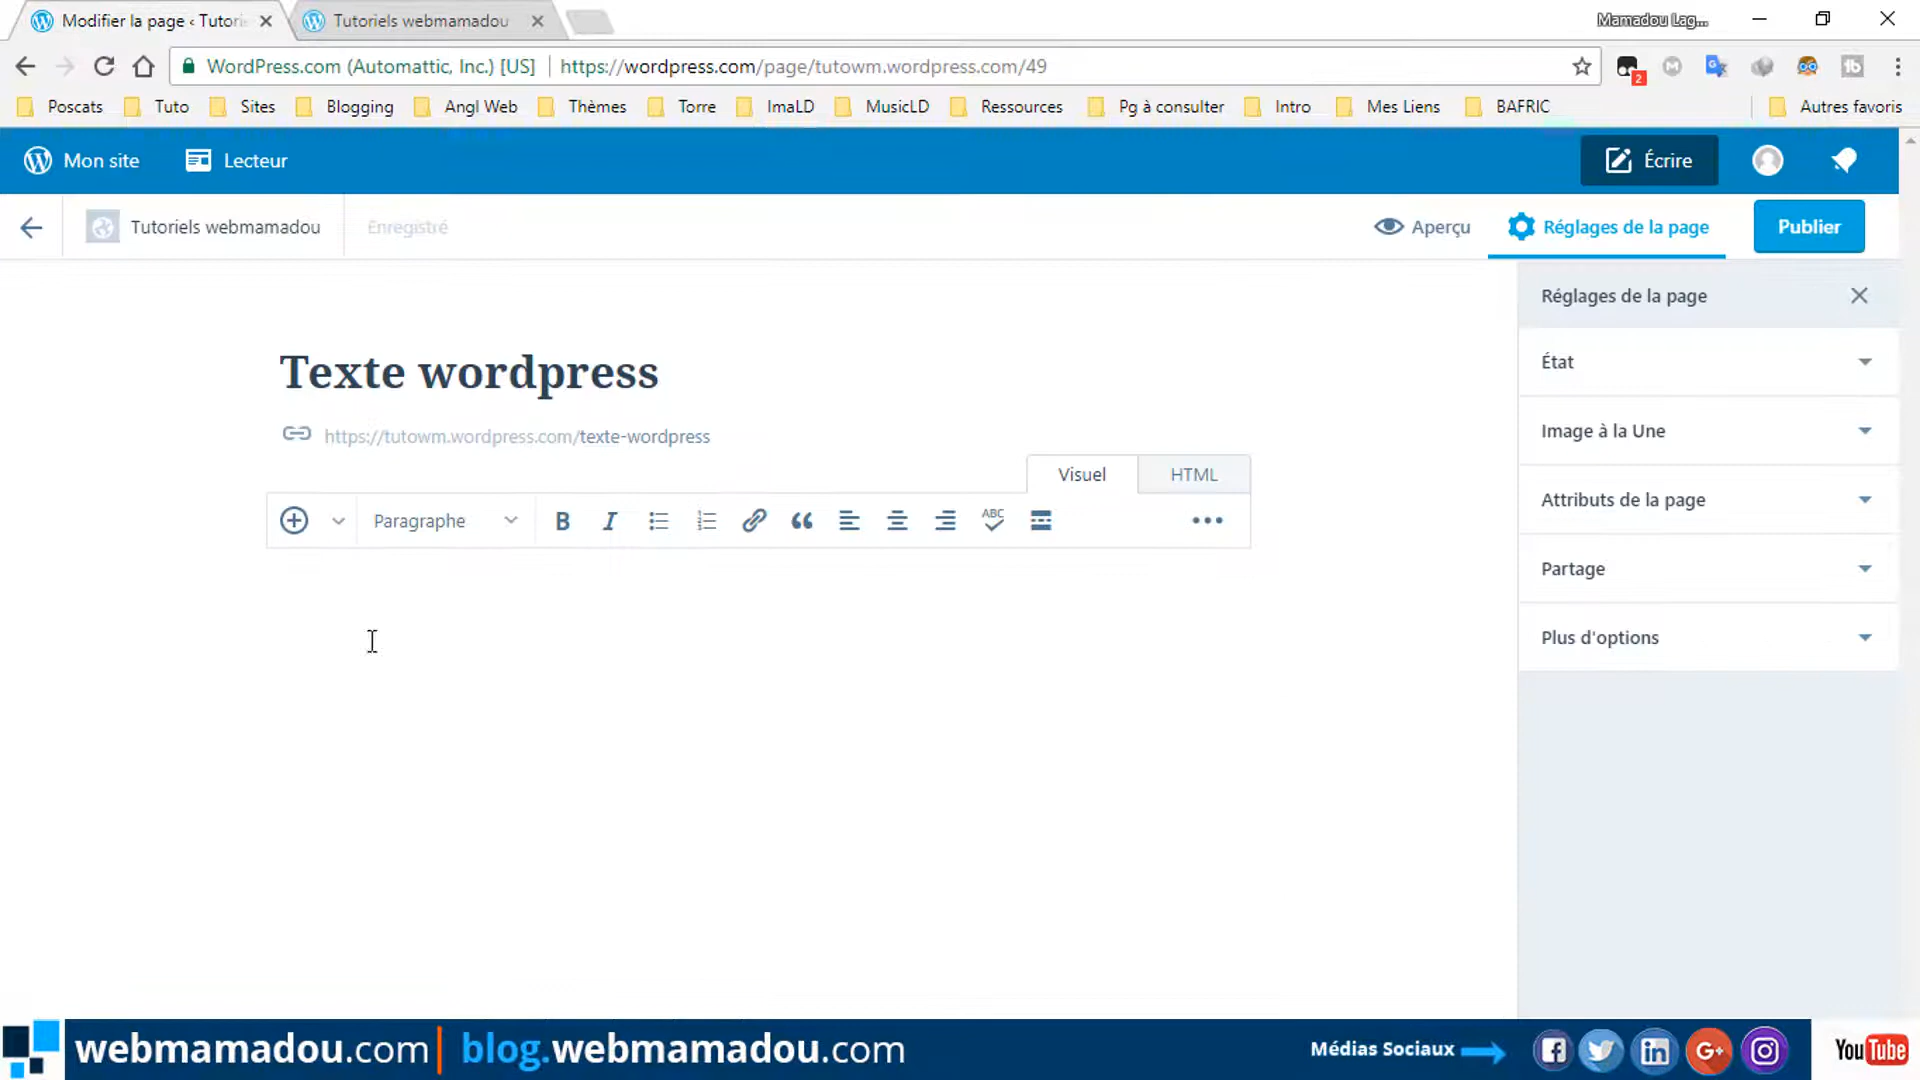 Modifier la page ‹ Tutorie
Tutoriels webmamadou
Mamadou Lag...
WordPress.com (Automattic, Inc.) [US] https://wordpress.com/page/tutowm.wordpress.com/49
2
Poscats Tuto Sites Blogging Angl Web Thèmes Torre ImaLD MusicLD Ressources Pg à consulter Intro Mes Liens BAFRIC Autres favoris
Mon site Lecteur Écrire
Tutoriels webmamadou Enregistré Aperçu Réglages de la page Publier
Réglages de la page
État
Image à la Une
Attributs de la page
Partage
Plus d'options
Texte wordpress
https://tutowm.wordpress.com/texte-wordpress
Visuel HTML
Paragraphe B I ABC
webmamadou.com | blog.webmamadou.com Médias Sociaux YouTube